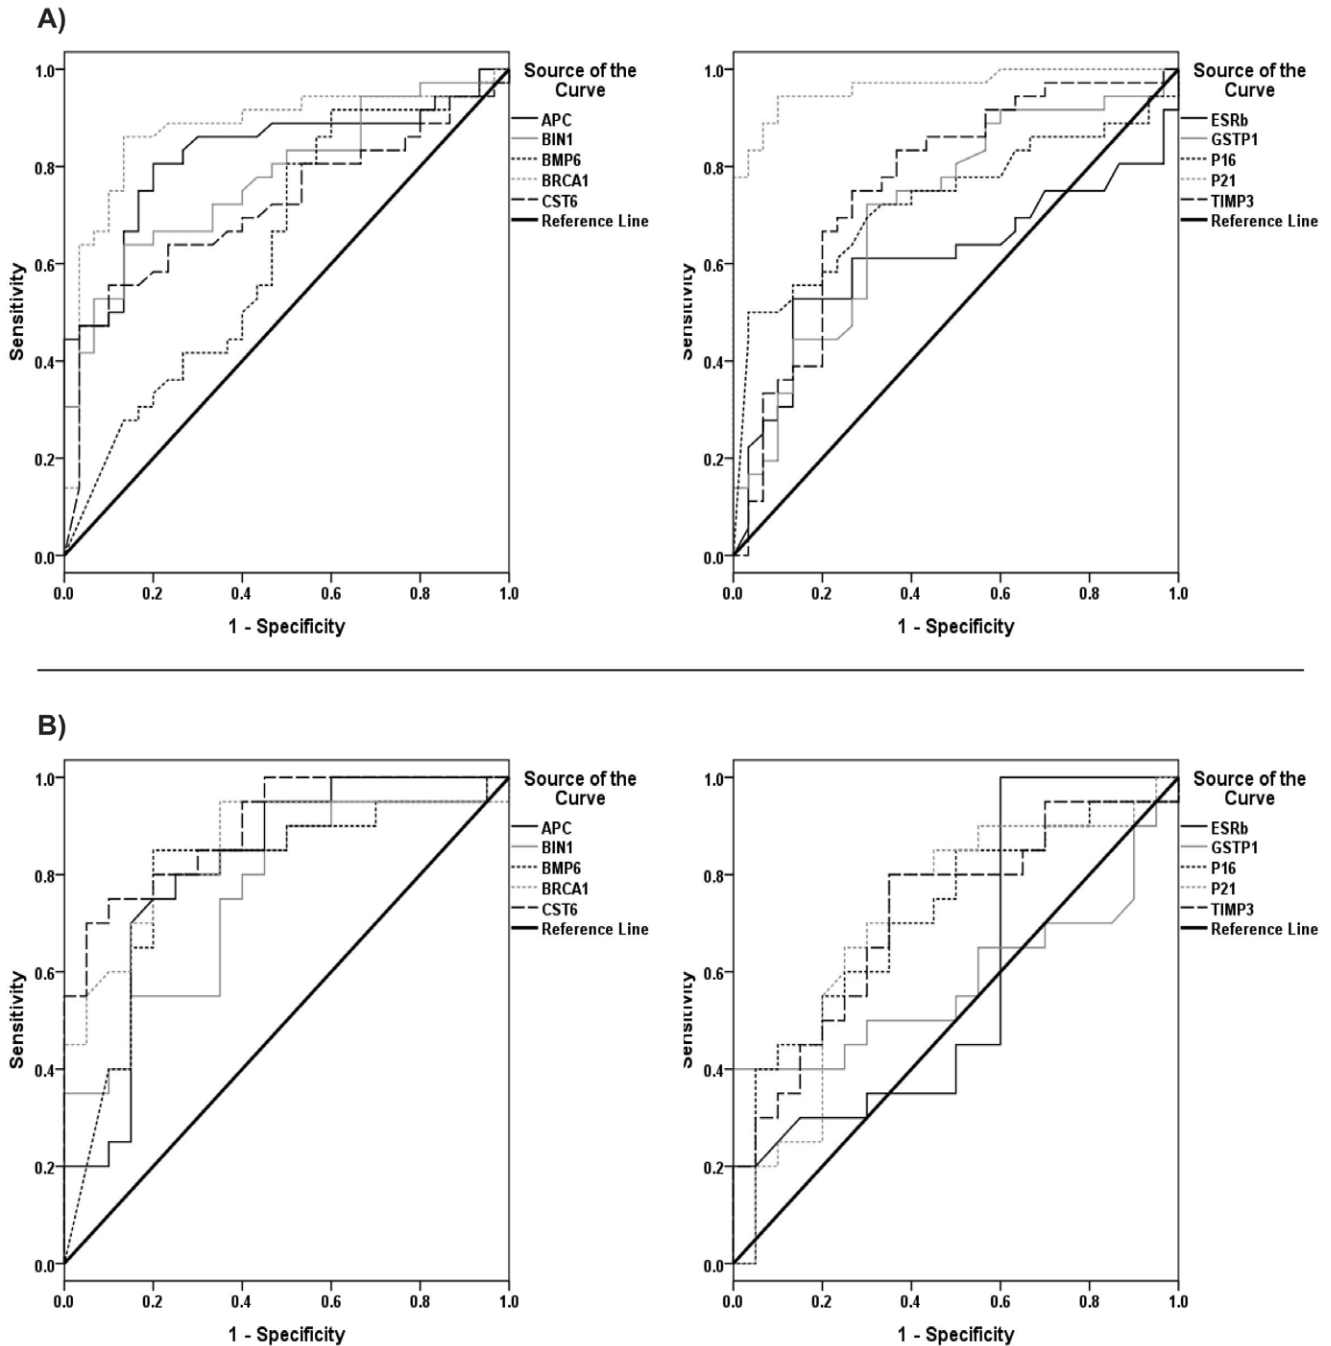 A)
Source of the
Curve
APC
BIN1
BMP6
BRCA1
CST6
Reference Line
Sensitivity
1.0
0.8
0.6
0.4
0.2
0.0
0.0 0.2 0.4 0.6 0.8 1.0
1 - Specificity
Source of the
Curve
ESRb
GSTP1
P16
P21
TIMP3
Reference Line
Sensitivity
1.0
0.8
0.6
0.4
0.2
0.0
0.0 0.2 0.4 0.6 0.8 1.0
1 - Specificity
B)
Source of the
Curve
APC
BIN1
BMP6
BRCA1
CST6
Reference Line
Sensitivity
1.0
0.8
0.6
0.4
0.2
0.0
0.0 0.2 0.4 0.6 0.8 1.0
1 - Specificity
Source of the
Curve
ESRb
GSTP1
P16
P21
TIMP3
Reference Line
Sensitivity
1.0
0.8
0.6
0.4
0.2
0.0
0.0 0.2 0.4 0.6 0.8 1.0
1 - Specificity